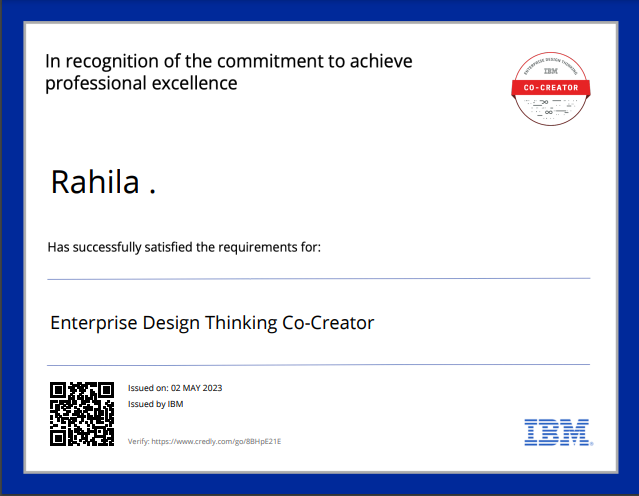 In recognition of the commitment to achieve
professional excellence
ENTERPRISE DESIGN THINKING
IBM
CO-CREATOR
Rahila .
Has successfully satisfied the requirements for:
Enterprise Design Thinking Co-Creator
Issued on: 02 MAY 2023
Issued by IBM
Verify: https://www.credly.com/go/8BHpE21E
IBM®